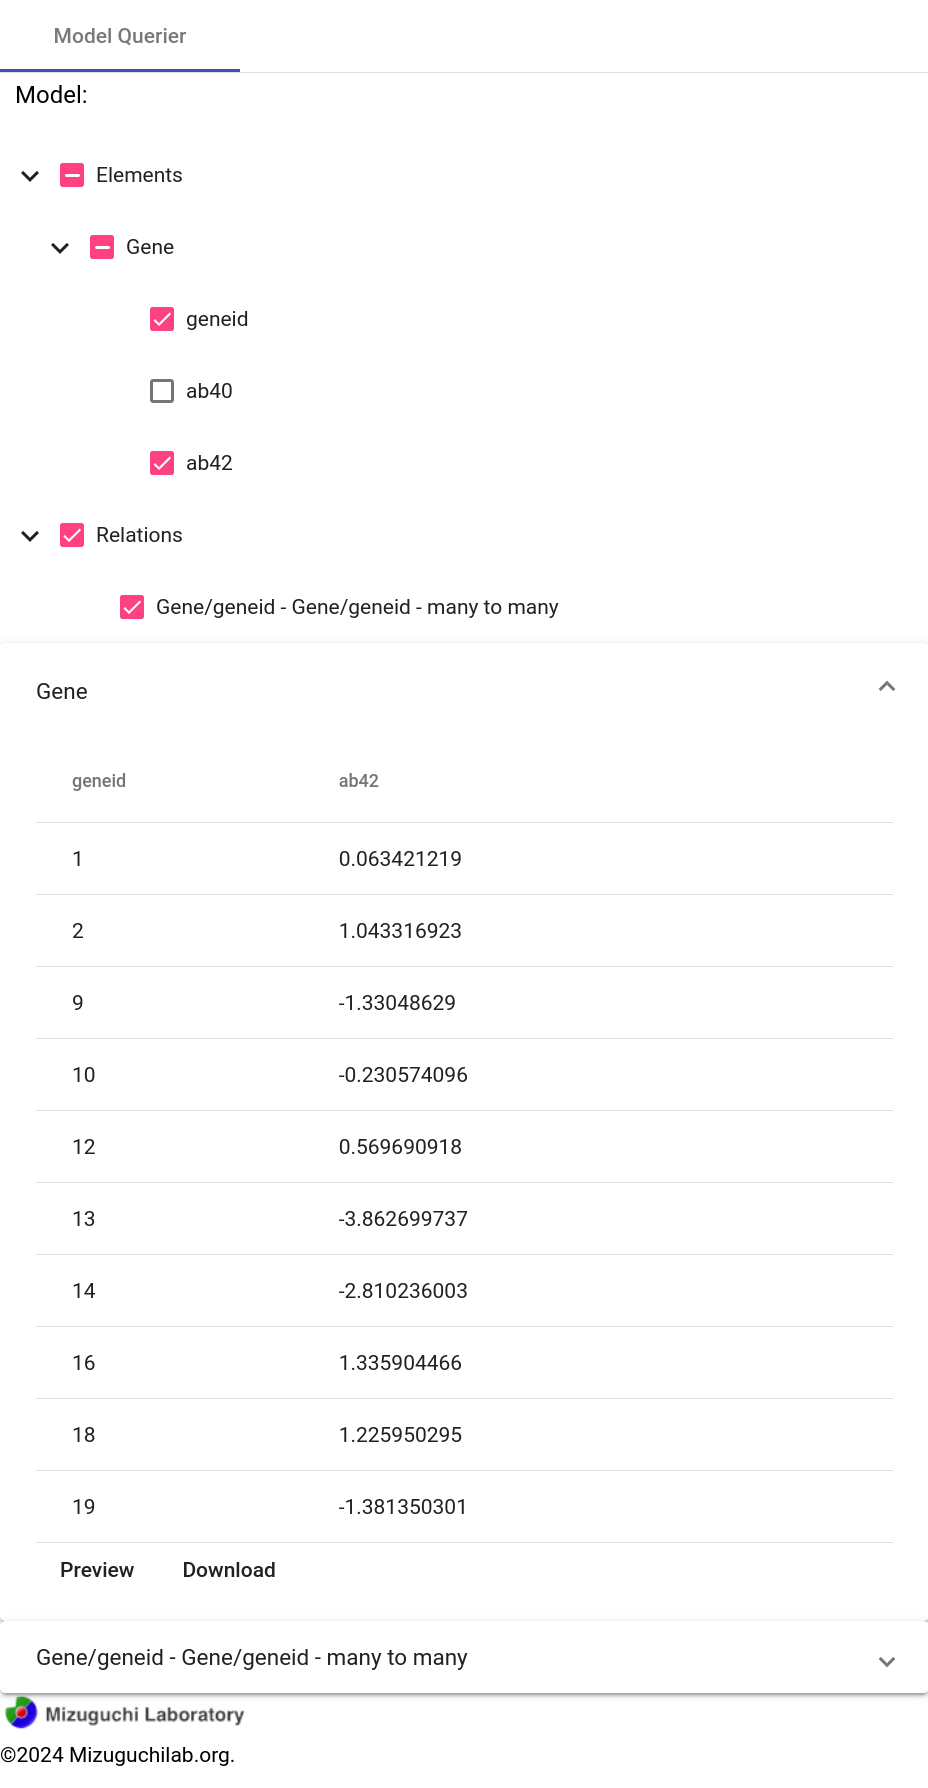 Model Querier
Model:
Elements
Gene
geneid
ab40
ab42
Relations
Gene/geneid - Gene/geneid - many to many
Gene
geneid ab42
1 0.063421219
2 1.043316923
9 -1.33048629
10 -0.230574096
12 0.569690918
13 -3.862699737
14 -2.810236003
16 1.335904466
18 1.225950295
19 -1.381350301
Preview Download
Gene/geneid - Gene/geneid - many to many
Mizuguchi Laboratory
©2024 Mizuguchilab.org.